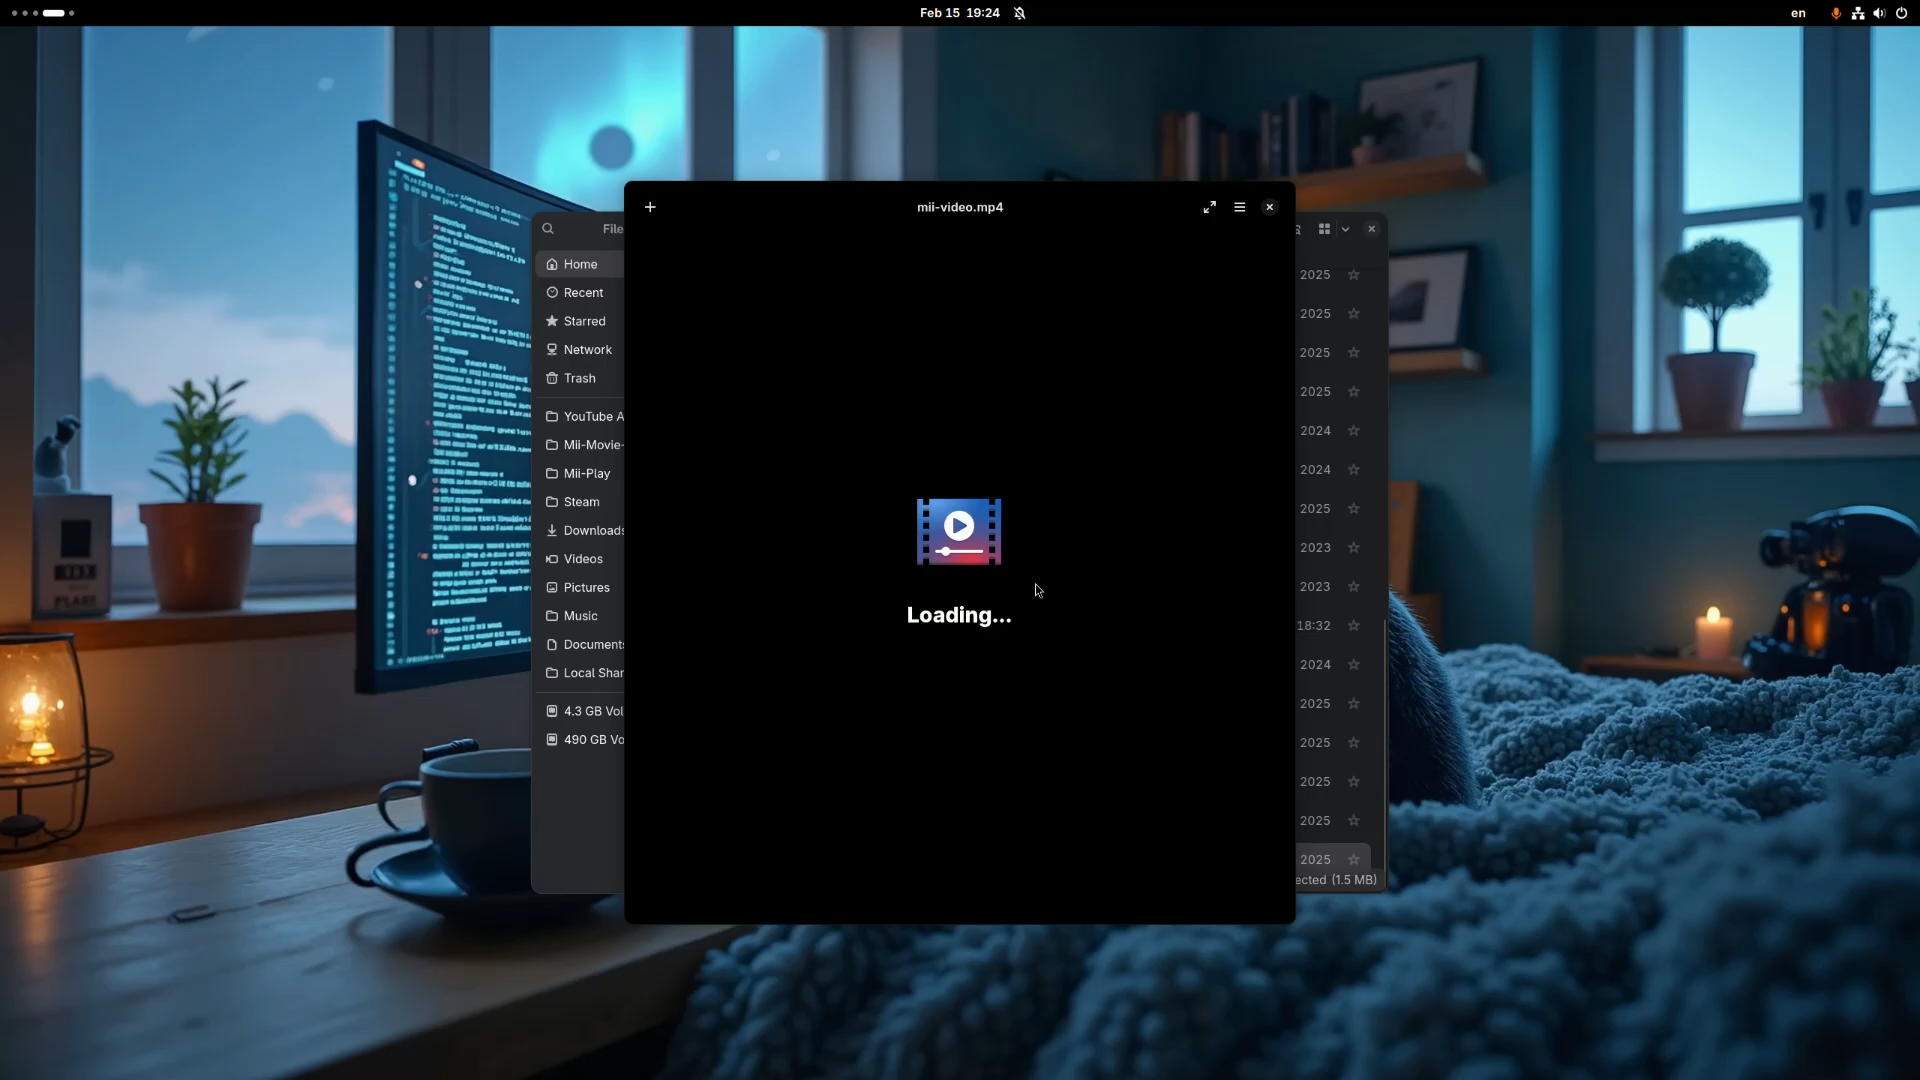 Feb 15 19:24
en
mii-video.mp4
File
Home
Recent
Starred
Network
Trash
YouTube A
Mii-Movie-
Mii-Play
Steam
Downloads
Videos
Pictures
Music
Document
Local Shar
4.3 GB Vol
490 GB Vo
Loading...
2025
2025
2025
2025
2024
2024
2025
2023
2023
18:32
2024
2025
2025
2025
2025
2025
ected (1.5 MB)